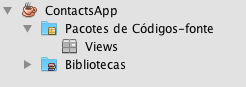 ContactsApp
Pacotes de Códigos-fonte
Views
Bibliotecas